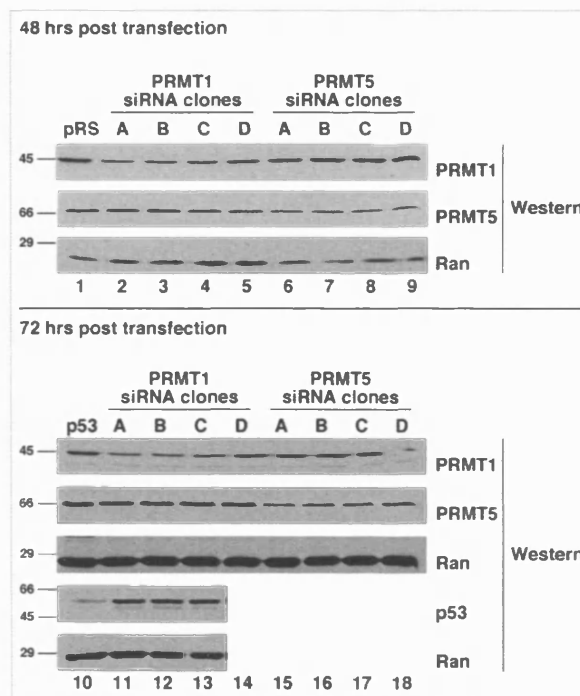 48 hrs post transfection
PRMT1 PRMT5
siRNA clones siRNA clones
pRS A B C D A B C D
45 PRMT1
66 PRMT5
29 Ran
Western
1 2 3 4 5 6 7 8 9
72 hrs post transfection
PRMT1 PRMT5
siRNA clones siRNA clones
p53 A B C D A B C D
45 PRMT1
66 PRMT5
29 Ran
Western
66
45 p53
29 Ran
10 11 12 13 14 15 16 17 18